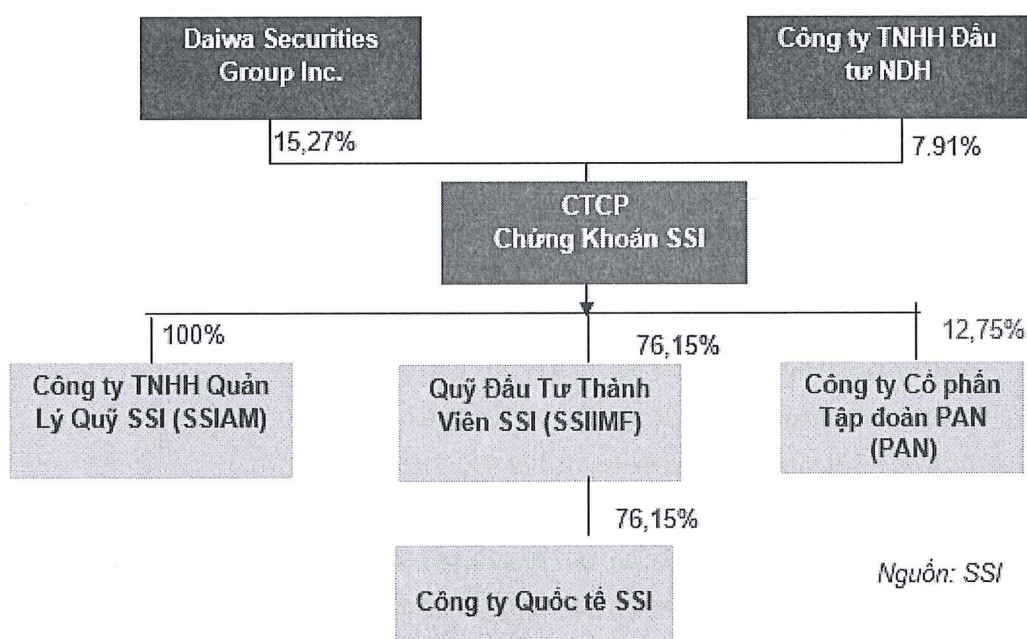 Daiwa Securities
Group Inc.
Công ty TNHH Đầu
tư NDH
15,27%
7.91%
CTCP
Chứng Khoán SSI
100%
76,15%
12,75%
Công ty TNHH Quản
Lý Quỹ SSI (SSIAM)
Quỹ Đầu Tư Thành
Viên SSI (SSIIMF)
Công ty Cổ phần
Tập đoàn PAN
(PAN)
76,15%
Công ty Quốc tế SSI
Nguồn: SSI